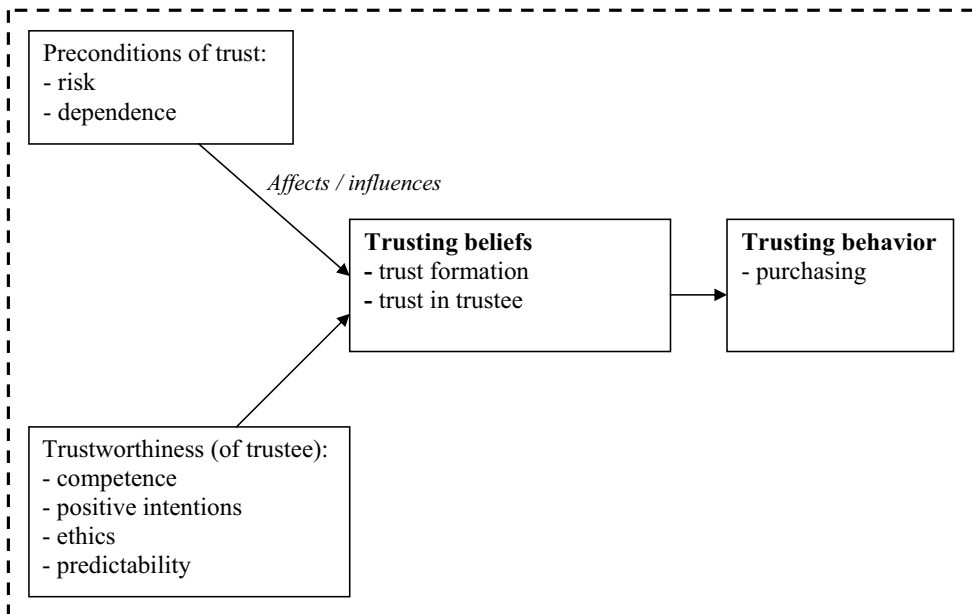 Preconditions of trust:
- risk
- dependence
Affects / influences
Trusting beliefs
- trust formation
- trust in trustee
Trusting behavior
- purchasing
Trustworthiness (of trustee):
- competence
- positive intentions
- ethics
- predictability